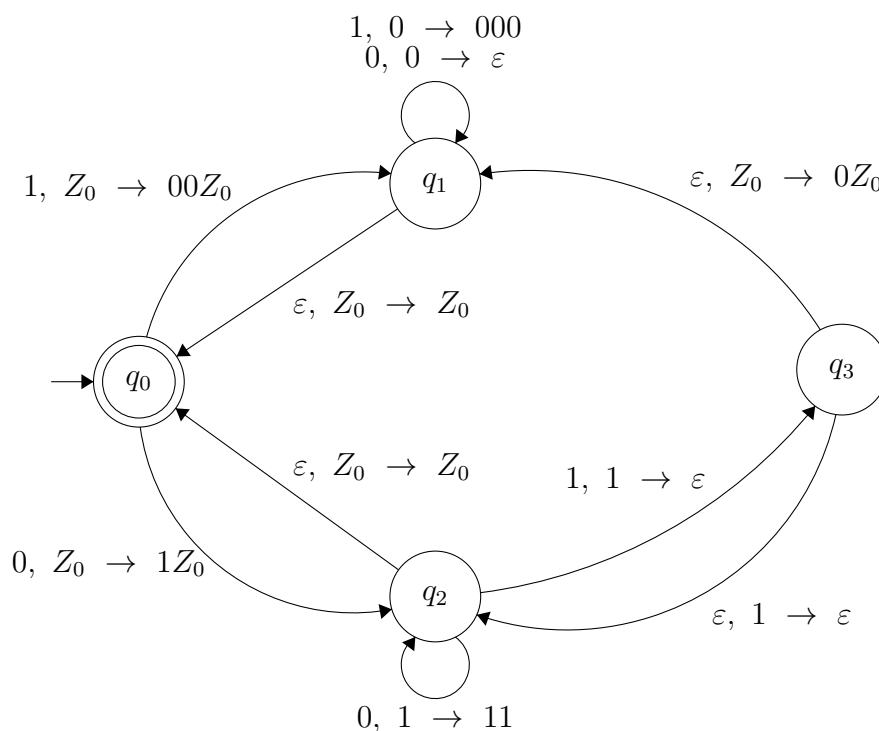 1, 0 → 000
0, 0 → ε
1, Z₀ → 00Z₀
q₁
ε, Z₀ → 0Z₀
ε, Z₀ → Z₀
q₀
q₃
ε, Z₀ → Z₀
1, 1 → ε
0, Z₀ → 1Z₀
q₂
ε, 1 → ε
0, 1 → 11